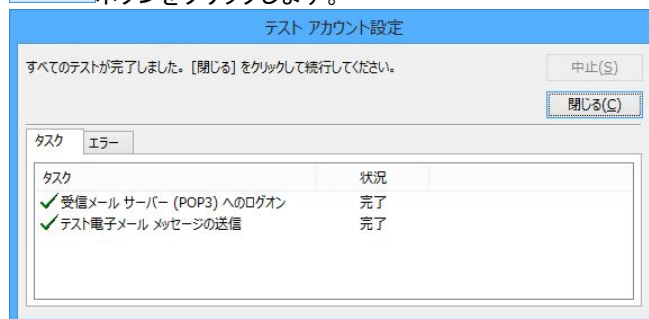 ボタンをクリックします。
テスト アカウント設定
すべてのテストが完了しました。[閉じる] をクリックして続行してください。
中止(S)
閉じる(C)
タスク エラー
タスク 状況
受信メール サーバー (POP3) へのログオン 完了
テスト電子メール メッセージの送信 完了